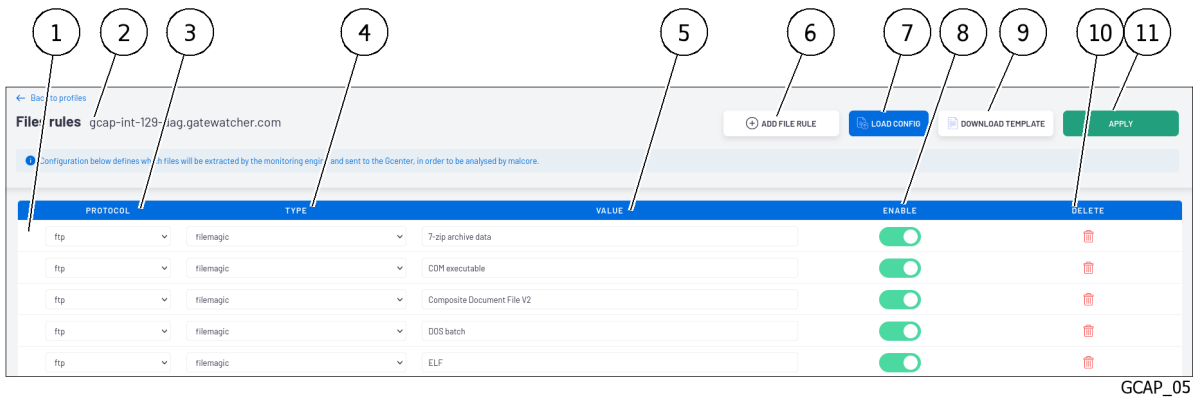 1 2 3 4 5 6 7 8 9 10 11
← Back to profiles
Files rules gcap-int-129-dag.gatewatcher.com
ADD FILE RULE LOAD CONFIG DOWNLOAD TEMPLATE APPLY
Configuration below defines which files will be extracted by the monitoring engine and sent to the Gcenter, in order to be analysed by malcore.
PROTOCOL TYPE VALUE ENABLE DELETE
ftp filemagic 7-zip archive data
ftp filemagic COM executable
ftp filemagic Composite Document File V2
ftp filemagic DOS batch
ftp filemagic ELF
GCAP_05